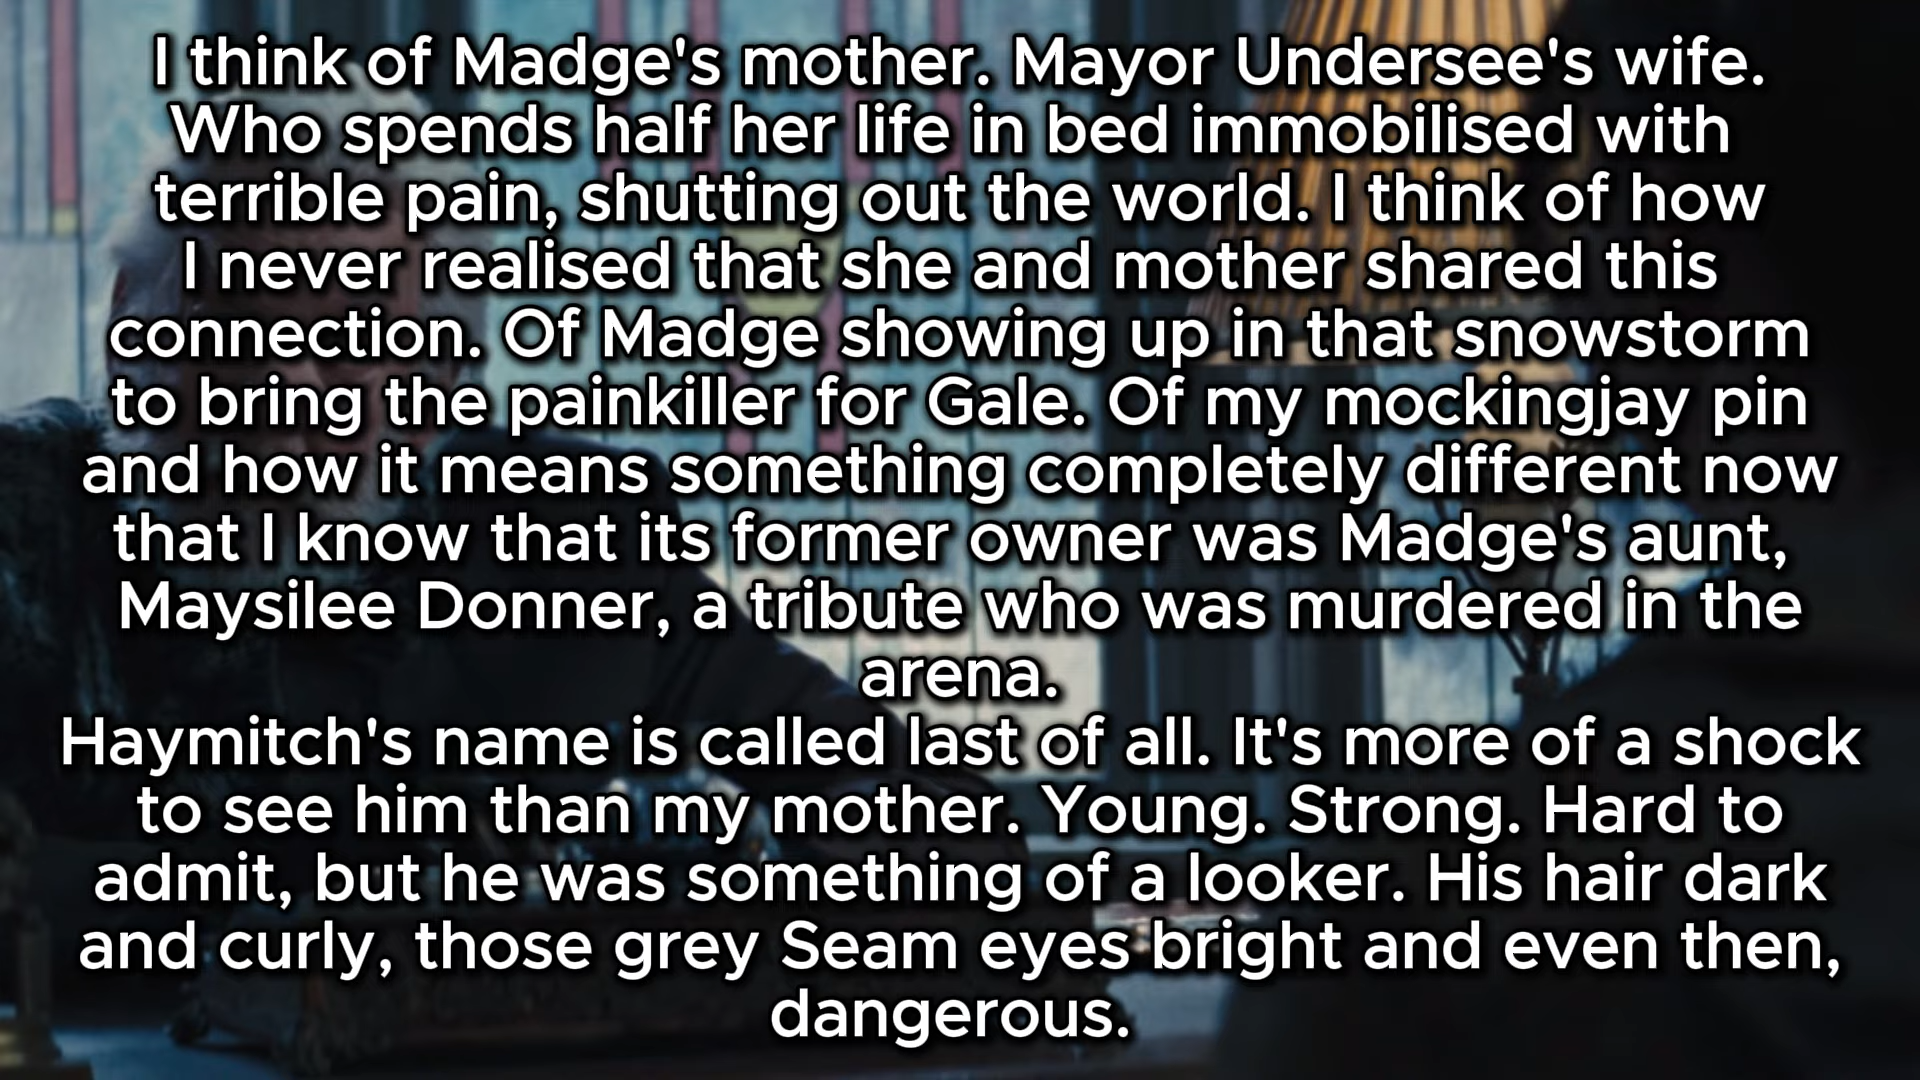 I think of Madge's mother. Mayor Undersee's wife.
Who spends half her life in bed immobilised with
terrible pain, shutting out the world. I think of how
I never realised that she and mother shared this
connection. Of Madge showing up in that snowstorm
to bring the painkiller for Gale. Of my mockingjay pin
and how it means something completely different now
that I know that its former owner was Madge's aunt,
Maysilee Donner, a tribute who was murdered in the
arena.
Haymitch's name is called last of all. It's more of a shock
to see him than my mother. Young. Strong. Hard to
admit, but he was something of a looker. His hair dark
and curly, those grey Seam eyes bright and even then,
dangerous.